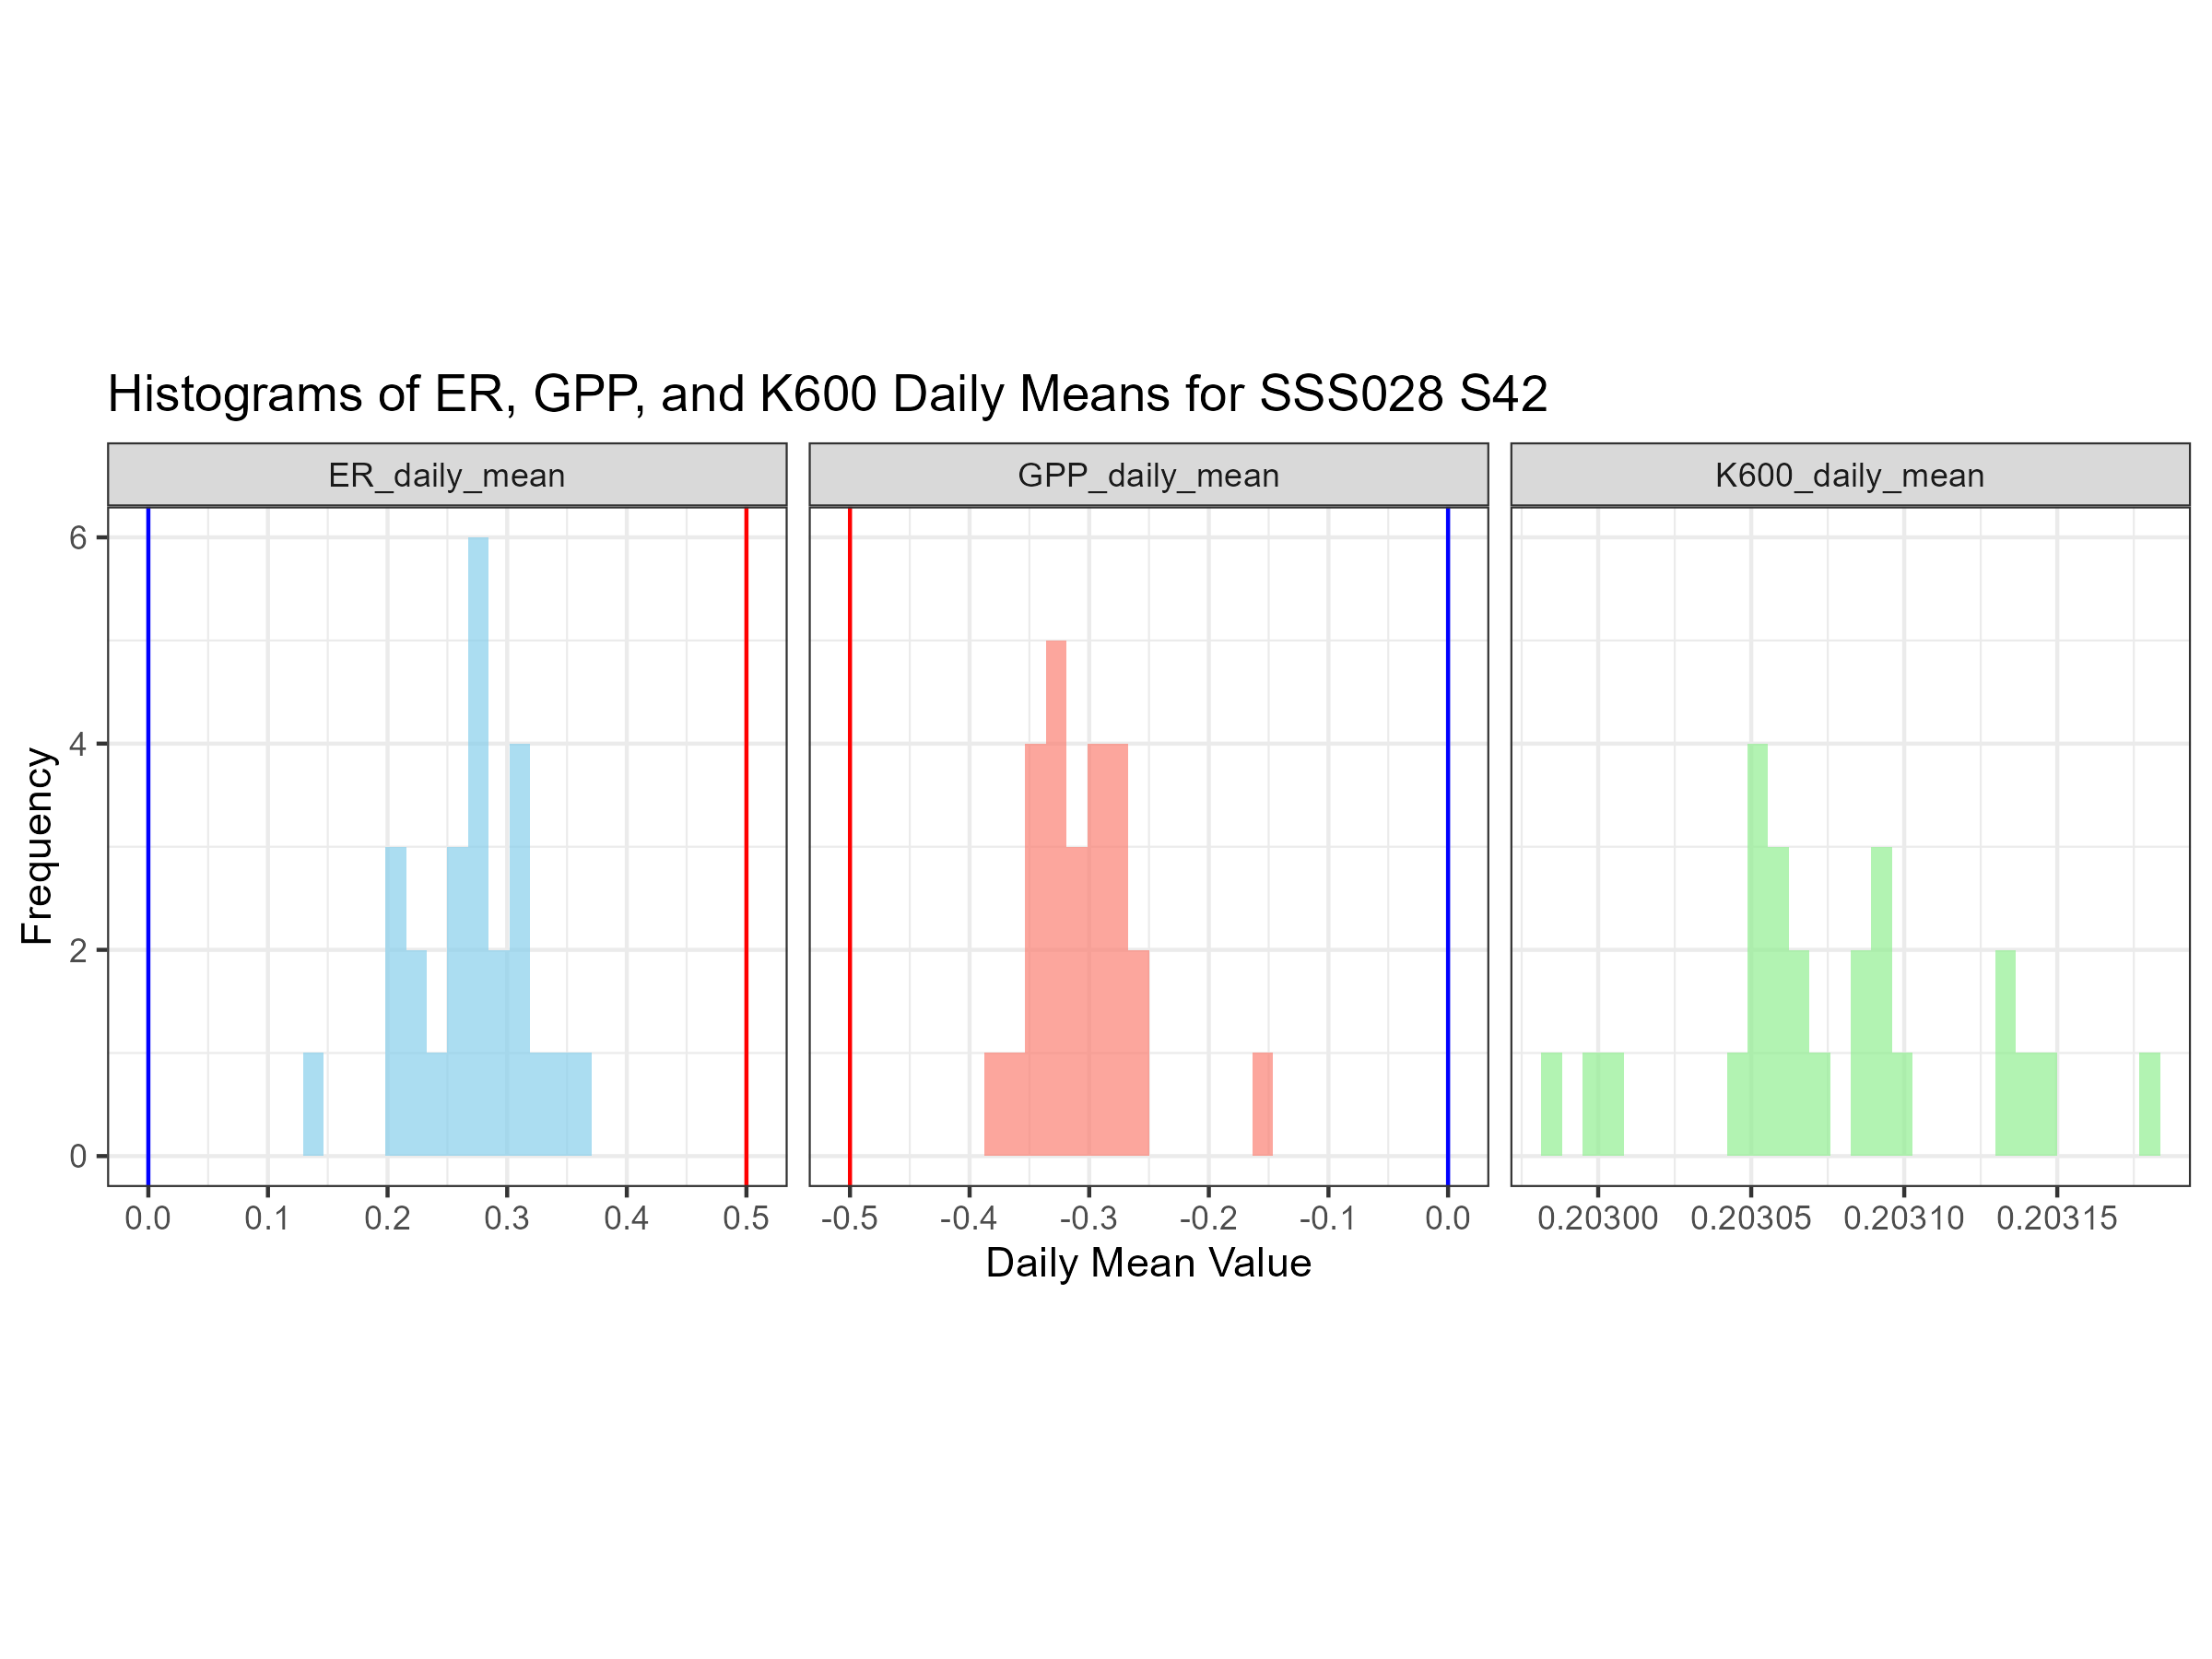 Histograms of ER, GPP, and K600 Daily Means for SSS028 S42
ER_daily_mean GPP_daily_mean K600_daily_mean
6
4
2
0
Frequency
0.0 0.1 0.2 0.3 0.4 0.5 -0.5 -0.4 -0.3 -0.2 -0.1 0.0 0.20300 0.20305 0.20310 0.20315
Daily Mean Value